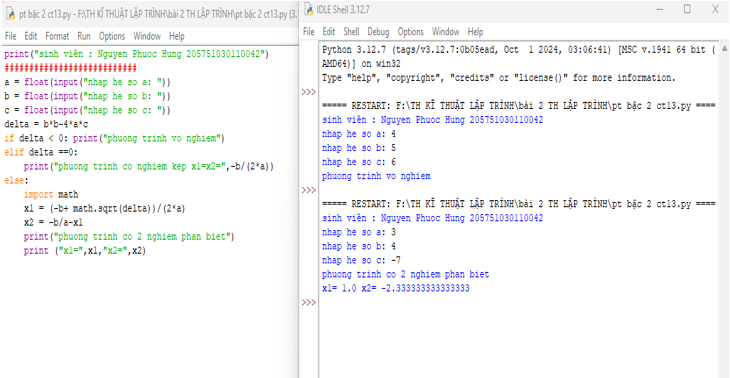 pt bậc 2 ct13.py - F:\TH KĨ THUẬT LẬP TRÌNH\bài 2 TH LẬP TRÌNH\pt bậc 2 ct13.py (3.
File Edit Format Run Options Window Help
print("sinh viên : Nguyen Phuoc Hung 205751030110042")
###########################
a = float(input("nhap he so a: "))
b = float(input("nhap he so b: "))
c = float(input("nhap he so c: "))
delta = b*b-4*a*c
if delta < 0: print("phuong trinh vo nghiem")
elif delta ==0:
    print("phuong trinh co nghiem kep x1=x2=",-b/(2*a))
else:
    import math
    x1 = (-b+ math.sqrt(delta))/(2*a)
    x2 = -b/a-x1
    print("phuong trinh co 2 nghiem phan biet")
    print ("x1=",x1,"x2=",x2)
IDLE Shell 3.12.7
File Edit Shell Debug Options Window Help
Python 3.12.7 (tags/v3.12.7:0b05ead, Oct  1 2024, 03:06:41) [MSC v.1941 64 bit (
AMD64)] on win32
Type "help", "copyright", "credits" or "license()" for more information.
>>>
===== RESTART: F:\TH KĨ THUẬT LẬP TRÌNH\bài 2 TH LẬP TRÌNH\pt bậc 2 ct13.py ====
sinh viên : Nguyen Phuoc Hung 205751030110042
nhap he so a: 4
nhap he so b: 5
nhap he so c: 6
phuong trinh vo nghiem
>>>
===== RESTART: F:\TH KĨ THUẬT LẬP TRÌNH\bài 2 TH LẬP TRÌNH\pt bậc 2 ct13.py ====
sinh viên : Nguyen Phuoc Hung 205751030110042
nhap he so a: 3
nhap he so b: 4
nhap he so c: -7
phuong trinh co 2 nghiem phan biet
x1= 1.0 x2= -2.333333333333333
>>>